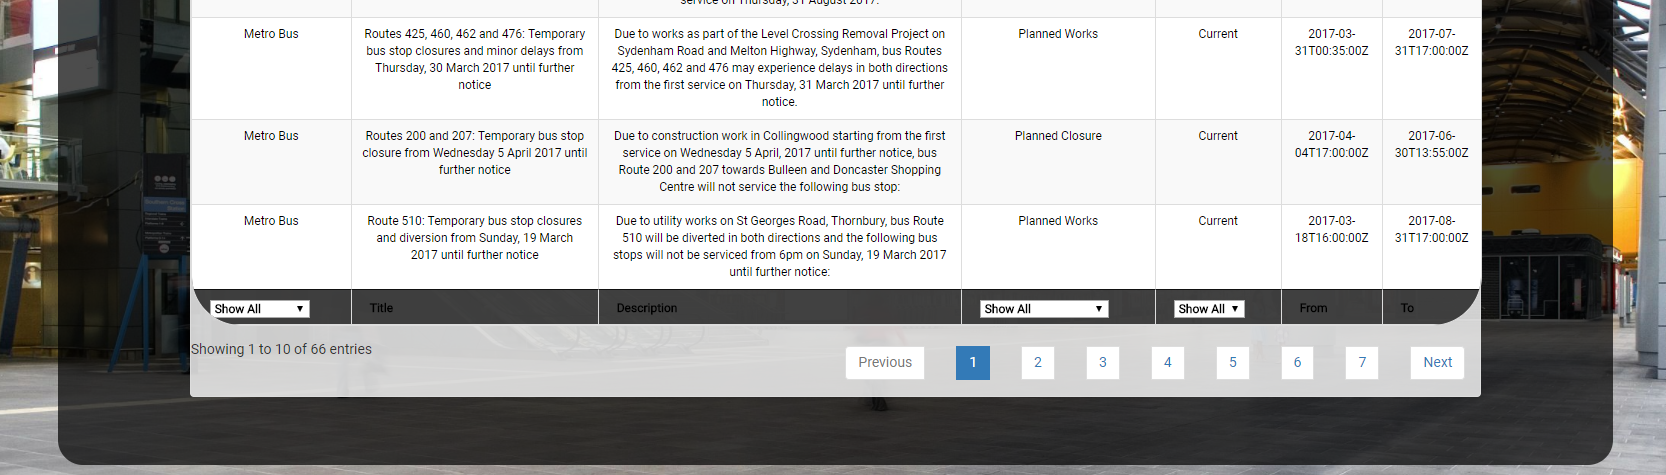 service on Thursday, 31 August 2017.
Metro Bus
Routes 425, 460, 462 and 476: Temporary
bus stop closures and minor delays from
Thursday, 30 March 2017 until further
notice
Due to works as part of the Level Crossing Removal Project on
Sydenham Road and Melton Highway, Sydenham, bus Routes
425, 460, 462 and 476 may experience delays in both directions
from the first service on Thursday, 31 March 2017 until further
notice.
Planned Works
Current
2017-03-
31T00:35:00Z
2017-07-
31T17:00:00Z
Metro Bus
Routes 200 and 207: Temporary bus stop
closure from Wednesday 5 April 2017 until
further notice
Due to construction work in Collingwood starting from the first
service on Wednesday 5 April, 2017 until further notice, bus
Route 200 and 207 towards Bulleen and Doncaster Shopping
Centre will not service the following bus stop:
Planned Closure
Current
2017-04-
04T17:00:00Z
2017-06-
30T13:55:00Z
Metro Bus
Route 510: Temporary bus stop closures
and diversion from Sunday, 19 March
2017 until further notice
Due to utility works on St Georges Road, Thornbury, bus Route
510 will be diverted in both directions and the following bus
stops will not be serviced from 6pm on Sunday, 19 March 2017
until further notice:
Planned Works
Current
2017-03-
18T16:00:00Z
2017-08-
31T17:00:00Z
Show All
Title
Description
Show All
Show All
From
To
Showing 1 to 10 of 66 entries
Previous
1
2
3
4
5
6
7
Next